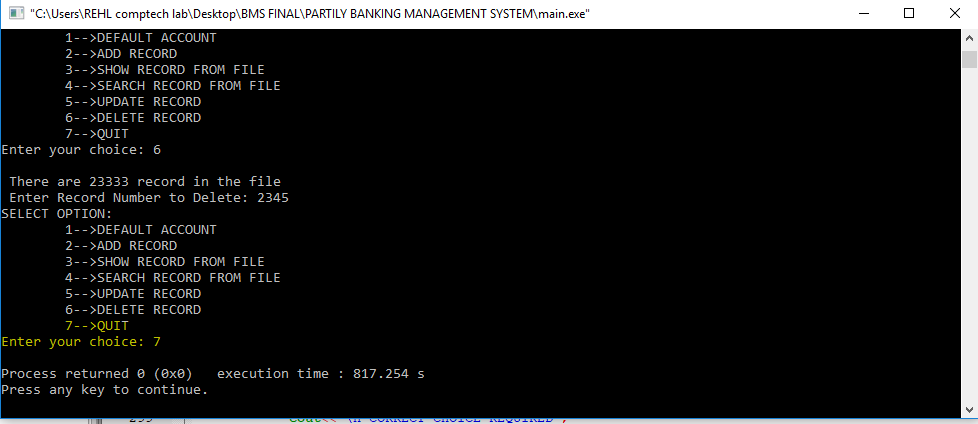 "C:\Users\REHL comptech lab\Desktop\BMS FINAL\PARTILY BANKING MANAGEMENT SYSTEM\main.exe"
1-->DEFAULT ACCOUNT
2-->ADD RECORD
3-->SHOW RECORD FROM FILE
4-->SEARCH RECORD FROM FILE
5-->UPDATE RECORD
6-->DELETE RECORD
7-->QUIT
Enter your choice: 6
There are 23333 record in the file
Enter Record Number to Delete: 2345
SELECT OPTION:
1-->DEFAULT ACCOUNT
2-->ADD RECORD
3-->SHOW RECORD FROM FILE
4-->SEARCH RECORD FROM FILE
5-->UPDATE RECORD
6-->DELETE RECORD
7-->QUIT
Enter your choice: 7
Process returned 0 (0x0) execution time : 817.254 s
Press any key to continue.